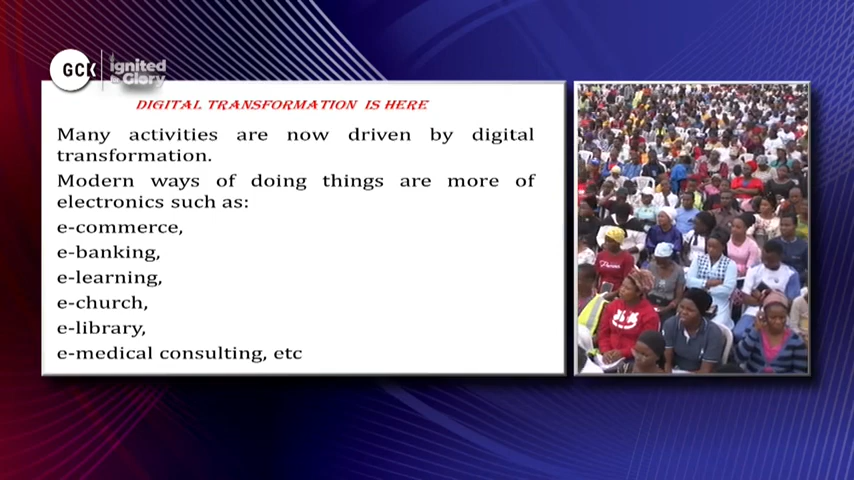 GCK
Ignited
Glory
DIGITAL TRANSFORMATION IS HERE
Many activities are now driven by digital
transformation.
Modern ways of doing things are more of
electronics such as:
e-commerce,
e-banking,
e-learning,
e-church,
e-library,
e-medical consulting, etc